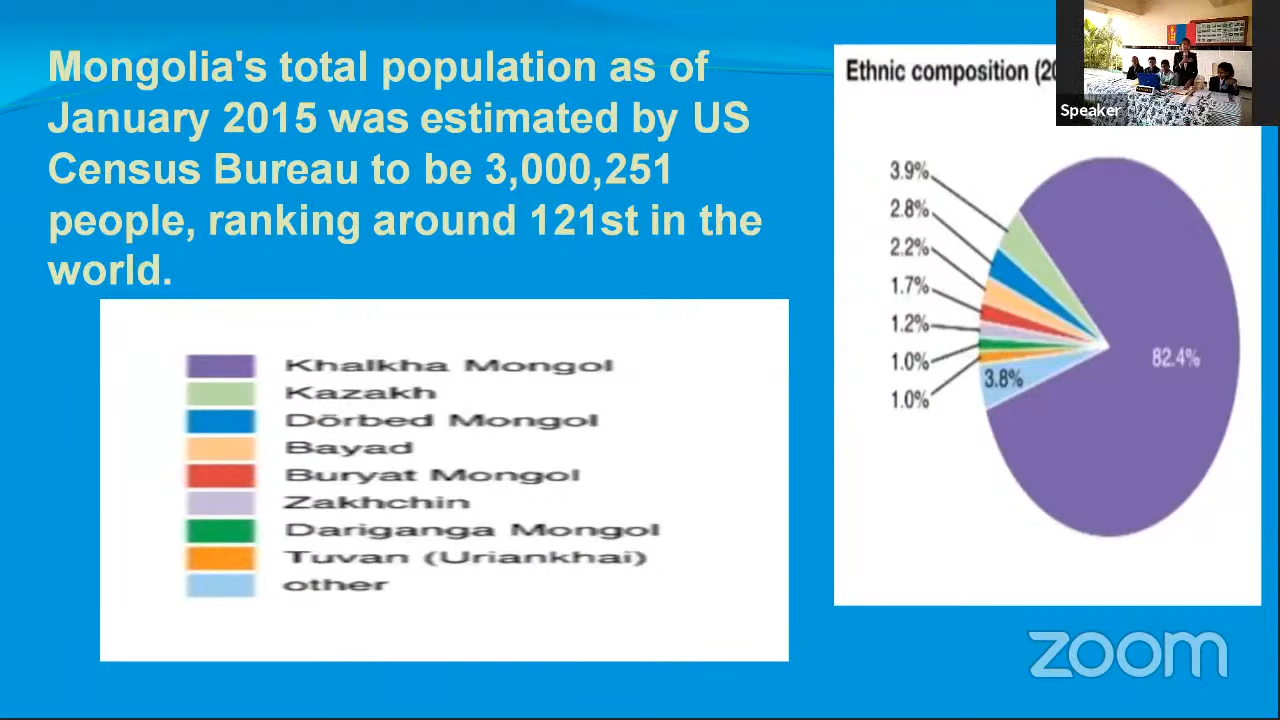 Mongolia's total population as of
January 2015 was estimated by US
Census Bureau to be 3,000,251
people, ranking around 121st in the
world.
Khalkha Mongol
Kazakh
Dörbed Mongol
Bayad
Buryat Mongol
Zakhchin
Dariganga Mongol
Tuvan (Uriankhai)
other
Ethnic composition (20
3.9%
2.8%
2.2%
1.7%
1.2%
1.0%
1.0%
3.8%
82.4%
Speaker
zoom